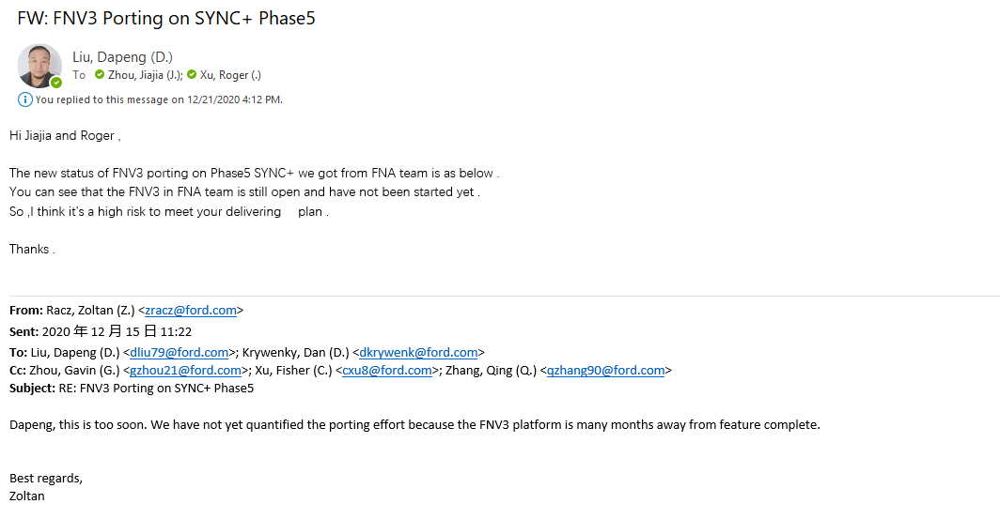 FW: FNV3 Porting on SYNC+ Phase5
Liu, Dapeng (D.)
To Zhou, Jiajia (J.); Xu, Roger (.)
You replied to this message on 12/21/2020 4:12 PM.
Hi Jiajia and Roger ,
The new status of FNV3 porting on Phase5 SYNC+ we got from FNA team is as below .
You can see that the FNV3 in FNA team is still open and have not been started yet .
So ,I think it's a high risk to meet your delivering plan .
Thanks .
From: Racz, Zoltan (Z.) <zracz@ford.com>
Sent: 2020 年 12 月 15 日 11:22
To: Liu, Dapeng (D.) <dliu79@ford.com>; Krywenky, Dan (D.) <dkrywenk@ford.com>
Cc: Zhou, Gavin (G.) <gzhou21@ford.com>; Xu, Fisher (C.) <cxu8@ford.com>; Zhang, Qing (Q.) <qzhang90@ford.com>
Subject: RE: FNV3 Porting on SYNC+ Phase5
Dapeng, this is too soon. We have not yet quantified the porting effort because the FNV3 platform is many months away from feature complete.
Best regards,
Zoltan